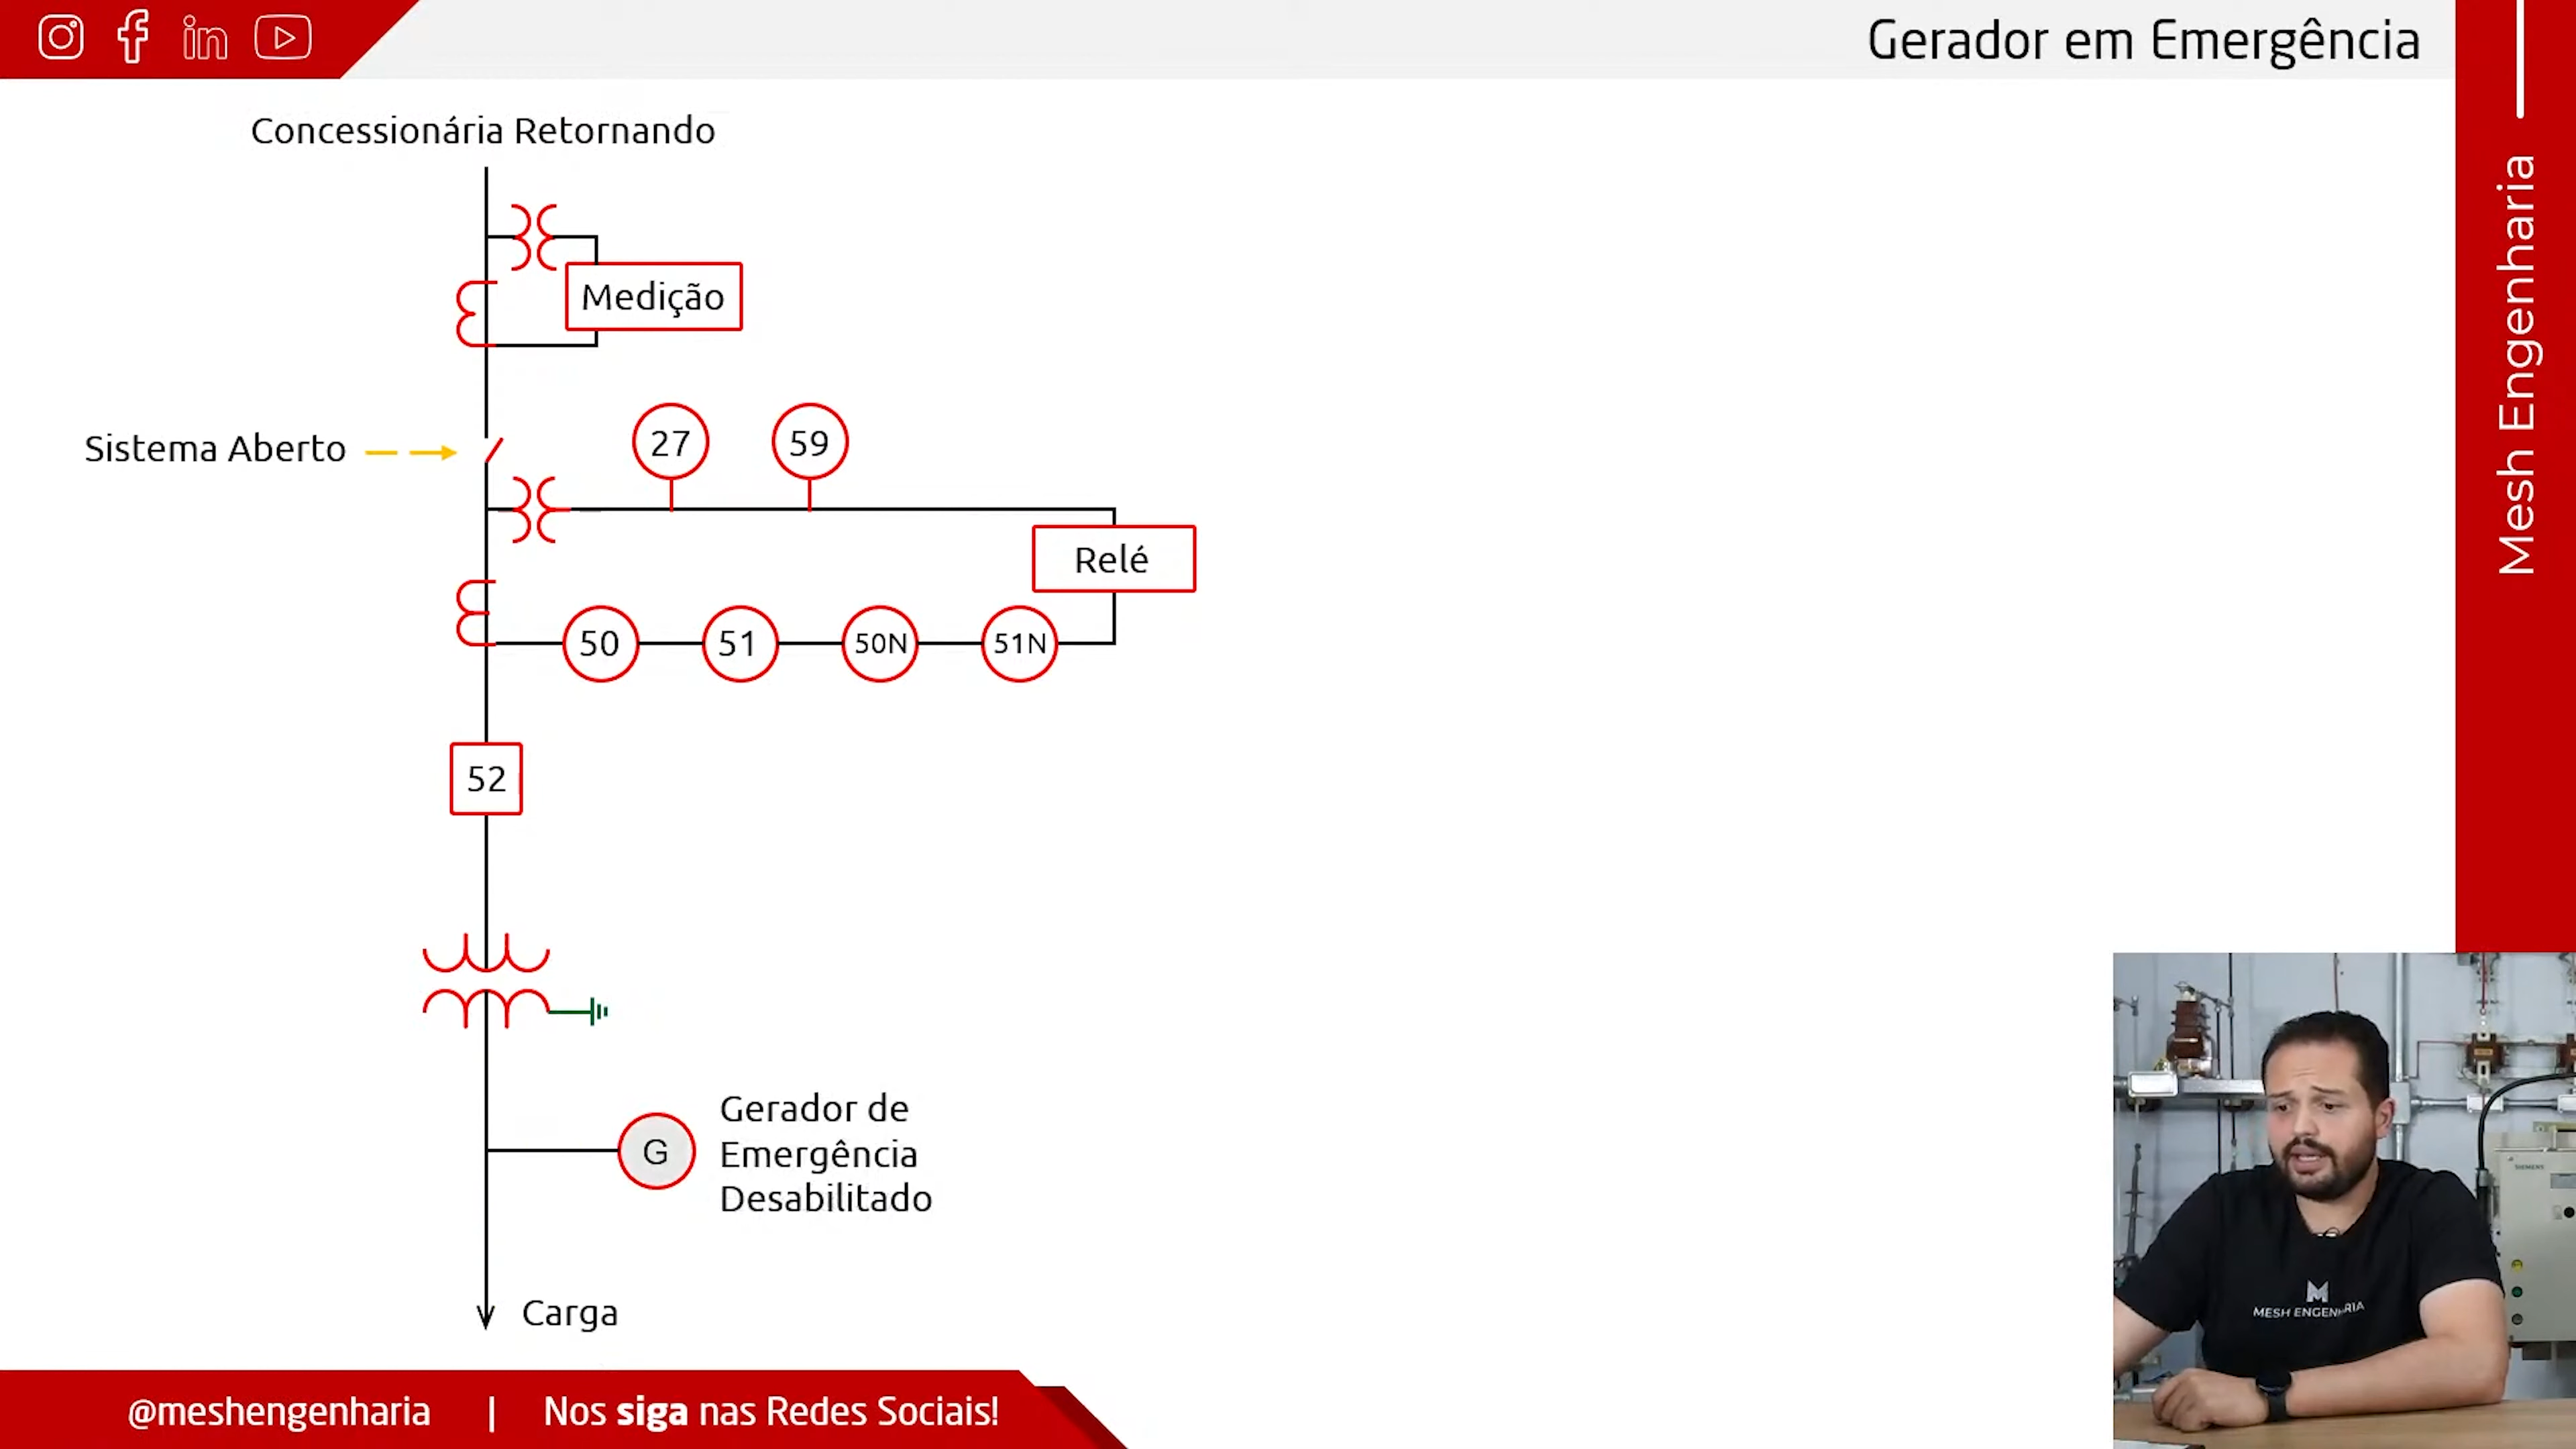 Gerador em Emergência
Mesh Engenharia
Concessionária Retornando
Medição
Sistema Aberto
27
59
Relé
50
51
50N
51N
52
Gerador de
Emergência
Desabilitado
G
Carga
SIEMENS
M
MESH ENGENHARIA
@meshengenharia | Nos siga nas Redes Sociais!